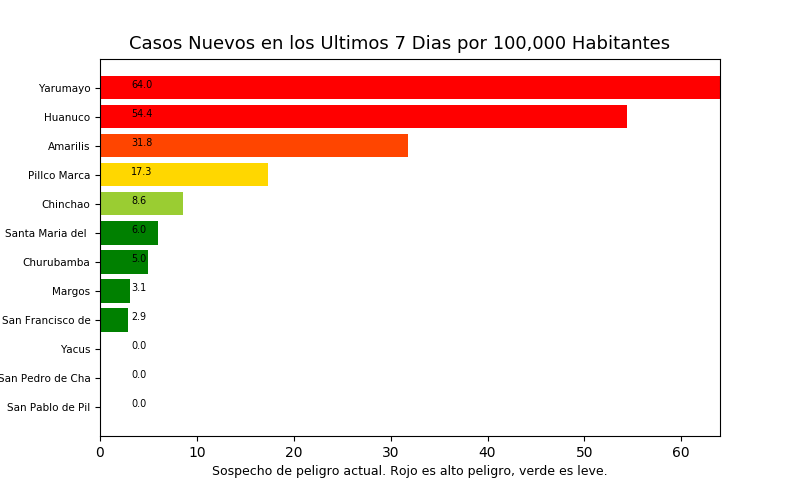 Casos Nuevos en los Ultimos 7 Dias por 100,000 Habitantes
Yarumayo 64.0
Huanuco 54.4
Amarilis 31.8
Pillco Marca 17.3
Chinchao 8.6
Santa Maria del 6.0
Churubamba 5.0
Margos 3.1
San Francisco de 2.9
Yacus 0.0
San Pedro de Cha 0.0
San Pablo de Pil 0.0
0 10 20 30 40 50 60
Sospecho de peligro actual. Rojo es alto peligro, verde es leve.